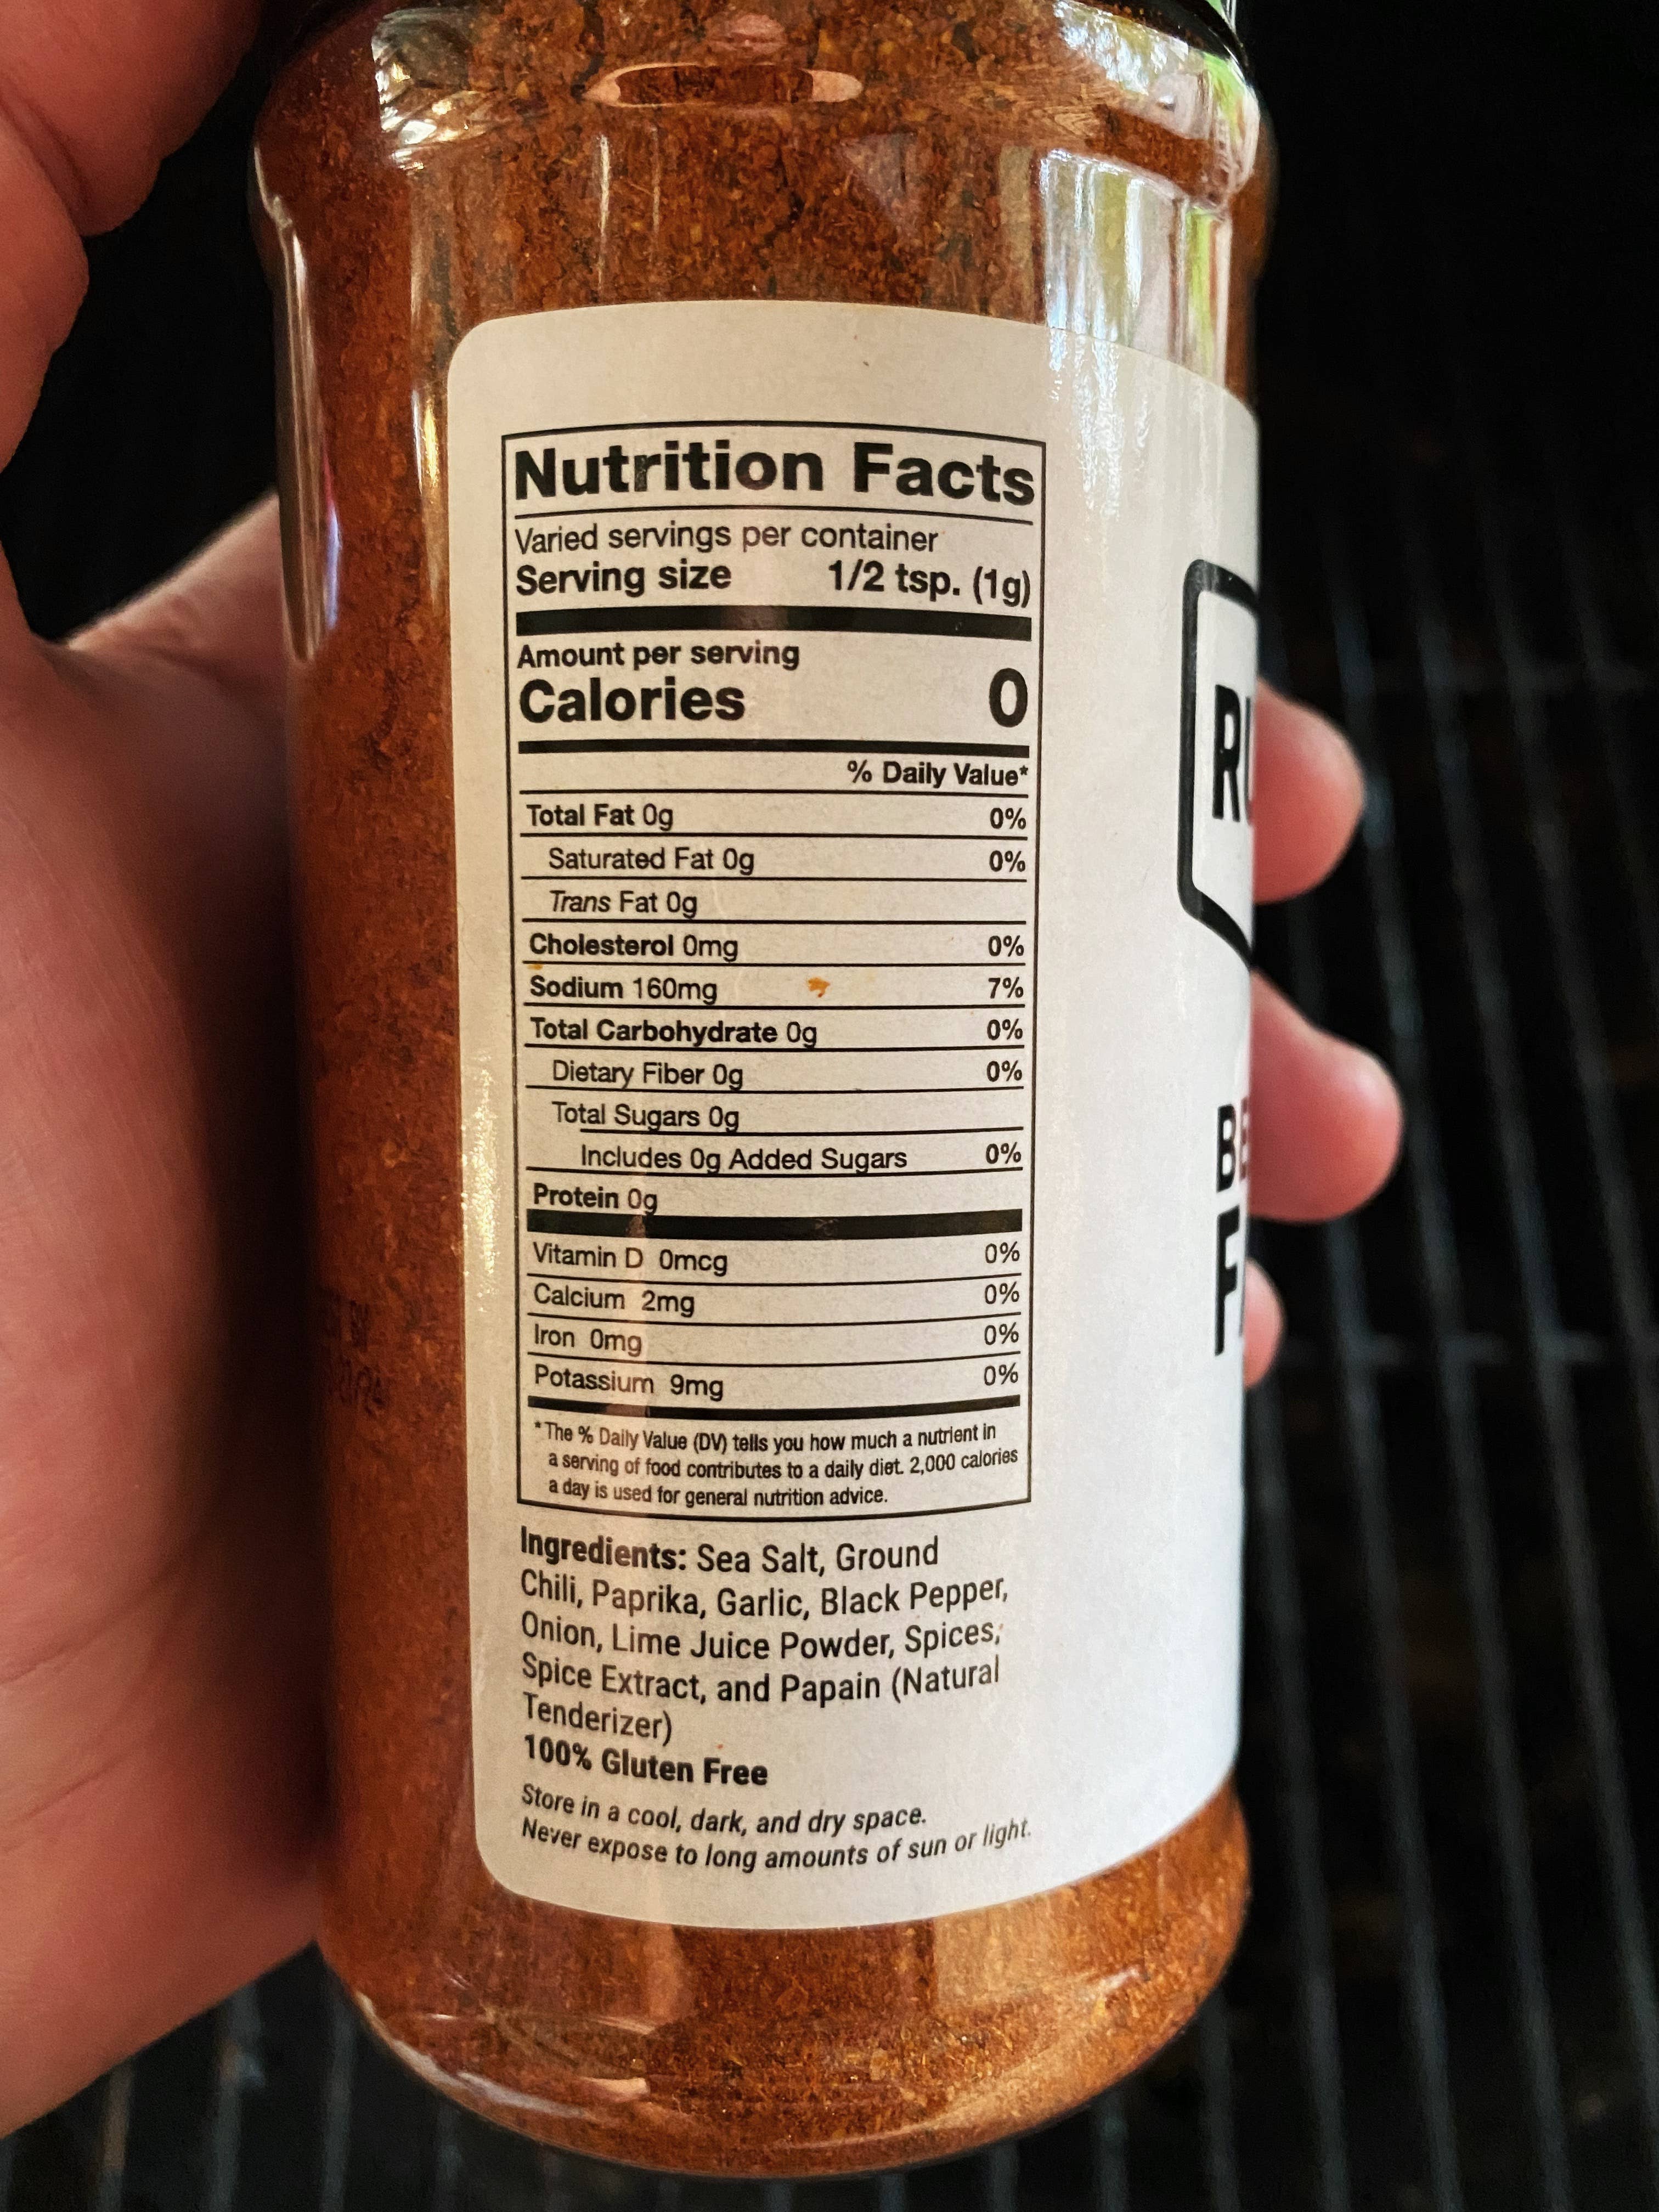 Nutrition Facts
Varied servings per container
Serving size 1/2 tsp. (1g)
Amount per serving
Calories 0
% Daily Value*
Total Fat 0g 0%
Saturated Fat 0g 0%
Trans Fat 0g
Cholesterol 0mg 0%
Sodium 160mg 7%
Total Carbohydrate 0g 0%
Dietary Fiber 0g 0%
Total Sugars 0g
Includes 0g Added Sugars 0%
Protein 0g
Vitamin D 0mcg 0%
Calcium 2mg 0%
Iron 0mg 0%
Potassium 9mg 0%
*The % Daily Value (DV) tells you how much a nutrient in
a serving of food contributes to a daily diet. 2,000 calories
a day is used for general nutrition advice.
Ingredients: Sea Salt, Ground
Chili, Paprika, Garlic, Black Pepper,
Onion, Lime Juice Powder, Spices,
Spice Extract, and Papain (Natural
Tenderizer)
100% Gluten Free
Store in a cool, dark, and dry space.
Never expose to long amounts of sun or light.